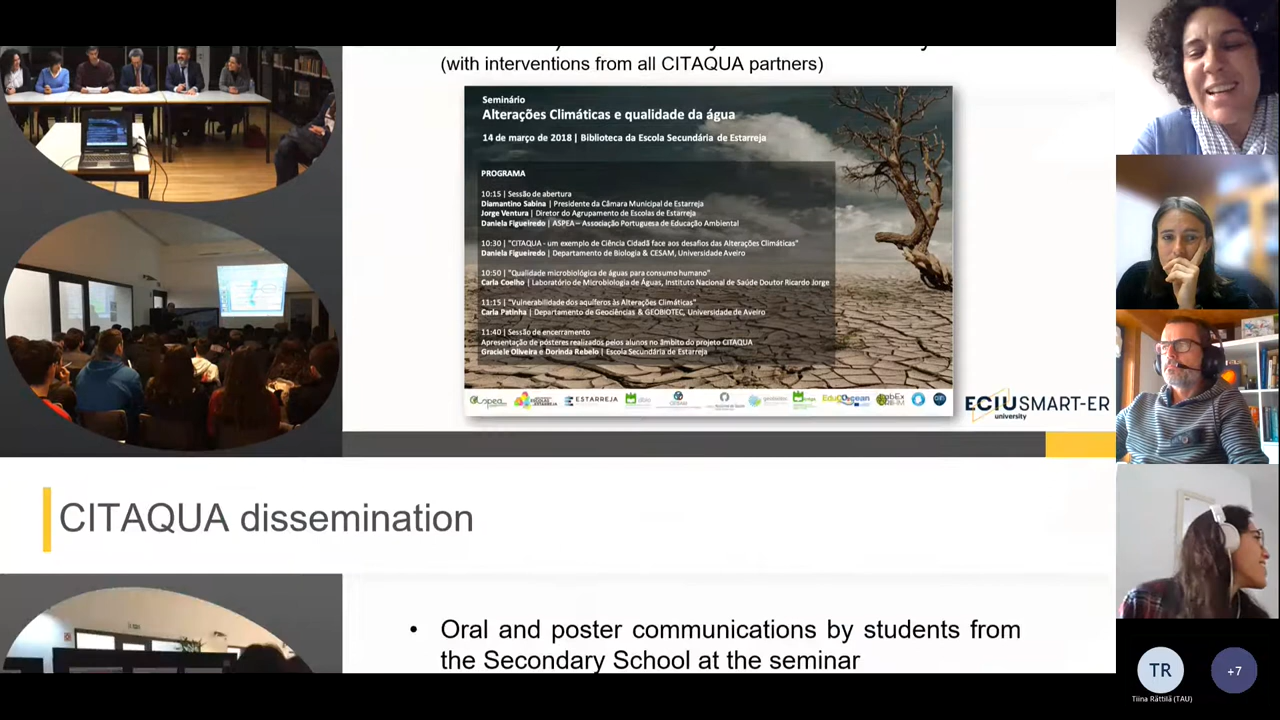 (with interventions from all CITAQUA partners)
Seminário
Alterações Climáticas e qualidade da água
14 de março de 2018 | Biblioteca da Escola Secundária de Estarreja
PROGRAMA
10:15 | Sessão de abertura
Diamantino Sabina | Presidente da Câmara Municipal de Estarreja
Jorge Ventura | Diretor do Agrupamento de Escolas de Estarreja
Daniela Figueiredo | ASPEA – Associação Portuguesa de Educação Ambiental
10:30 | "CITAQUA - um exemplo de Ciência Cidadã face aos desafios das Alterações Climáticas"
Daniela Figueiredo | Departamento de Biologia & CESAM, Universidade Aveiro
10:50 | "Qualidade microbiológica de águas para consumo humano"
Carla Coelho | Laboratório de Microbiologia de Águas, Instituto Nacional de Saúde Doutor Ricardo Jorge
11:15 | "Vulnerabilidade dos aquíferos às Alterações Climáticas"
Carla Patinha | Departamento de Geociências & GEOBIOTEC, Universidade de Aveiro
11:40 | Sessão de encerramento
Apresentação de pósteres realizados pelos alunos no âmbito do projeto CITAQUA
Graciele Oliveira e Dorinda Rebelo | Escola Secundária de Estarreja
ESTARREJA
ECIU SMART-ER
university
CITAQUA dissemination
• Oral and poster communications by students from
the Secondary School at the seminar
TR
+7
Tiina Rättilä (TAU)